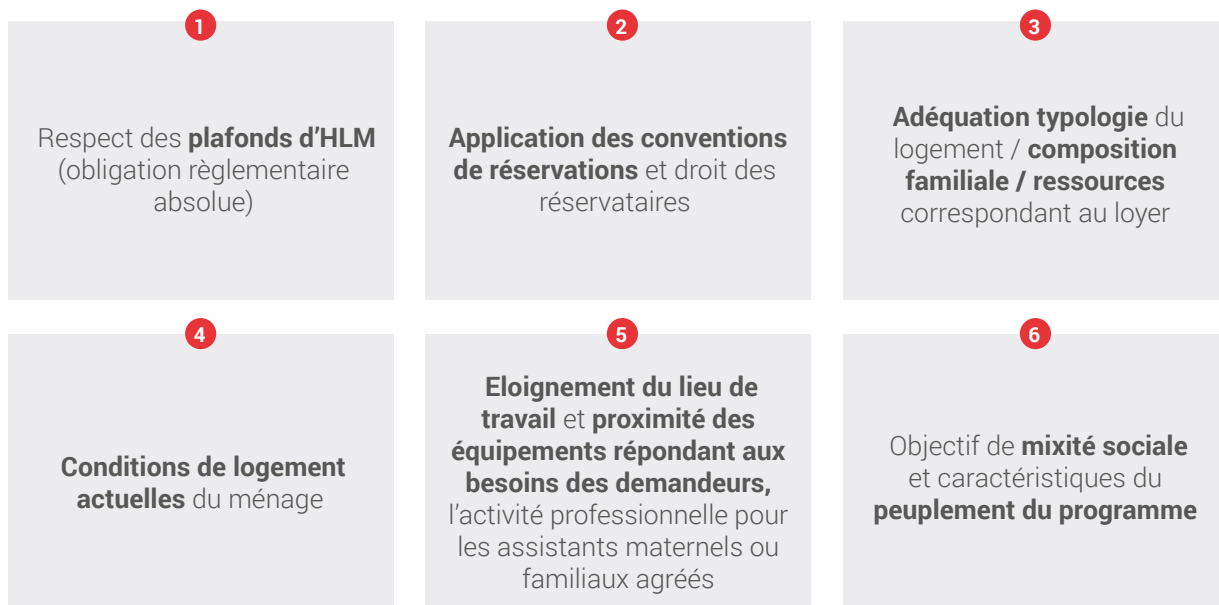 1
Respect des plafonds d’HLM
(obligation règlementaire
absolue)
2
Application des conventions
de réservations et droit des
réservataires
3
Adéquation typologie du
logement / composition
familiale / ressources
correspondant au loyer
4
Conditions de logement
actuelles du ménage
5
Eloignement du lieu de
travail et proximité des
équipements répondant aux
besoins des demandeurs,
l’activité professionnelle pour
les assistants maternels ou
familiaux agréés
6
Objectif de mixité sociale
et caractéristiques du
peuplement du programme